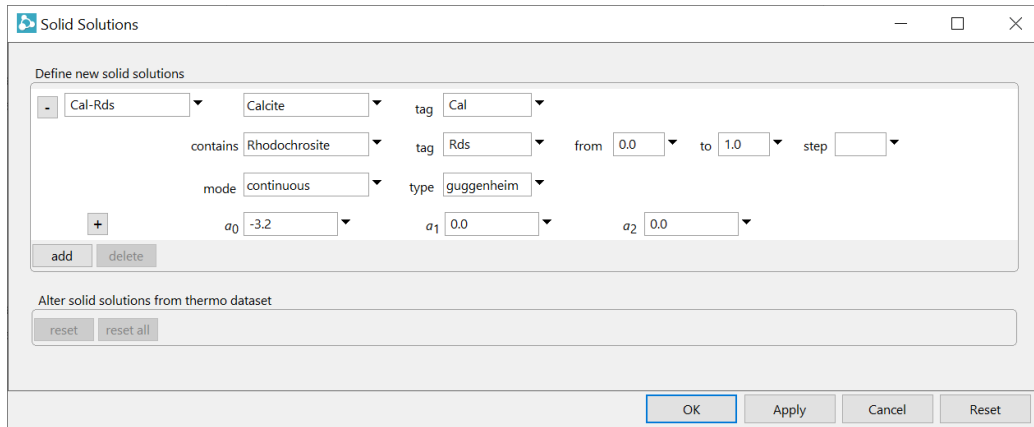 Solid Solutions
Define new solid solutions
- Cal-Rds Calcite tag Cal
contains Rhodochrosite tag Rds from 0.0 to 1.0 step
mode continuous type guggenheim
+ a0 -3.2 a1 0.0 a2 0.0
add delete
Alter solid solutions from thermo dataset
reset reset all
OK Apply Cancel Reset